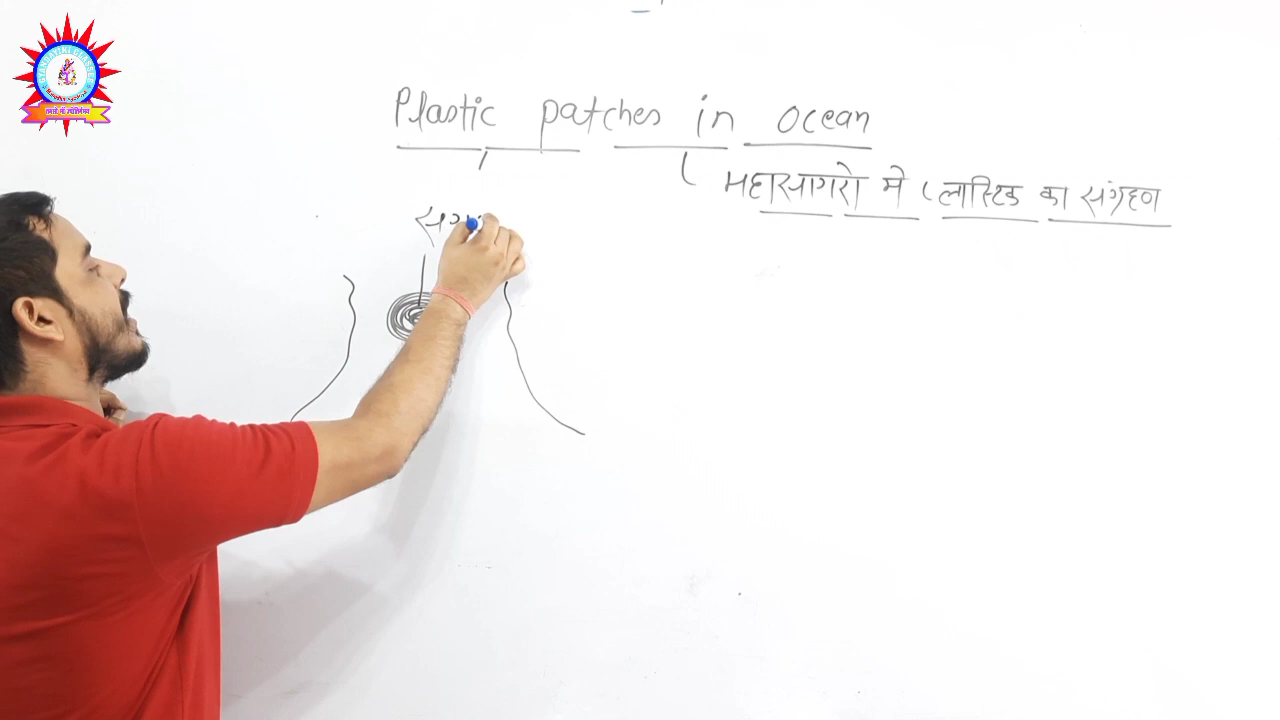 Plastic patches in ocean
महासागरो मे प्लास्टिक का संग्रहण